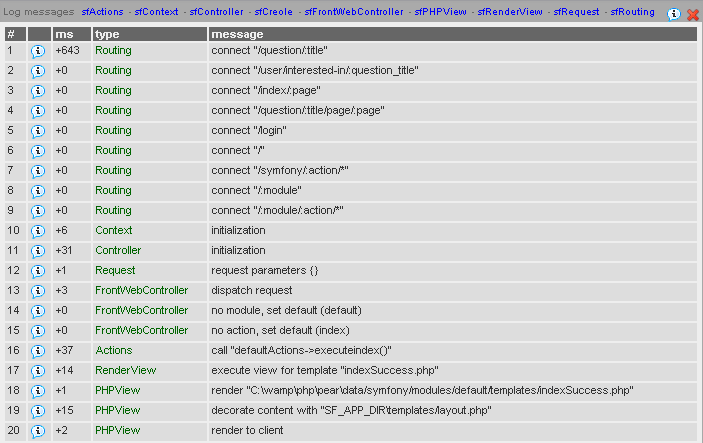 Log messages sfActions - sfContext - sfController - sfCreole - sfFrontWebController - sfPHPView - sfRenderView - sfRequest - sfRouting
# ms type message
1 +643 Routing connect "/question/:title"
2 +0 Routing connect "/user/interested-in/:question_title"
3 +0 Routing connect "/index/:page"
4 +0 Routing connect "/question/:title/page/:page"
5 +0 Routing connect "/login"
6 +0 Routing connect "/"
7 +0 Routing connect "/symfony/:action/*"
8 +0 Routing connect "/:module"
9 +0 Routing connect "/:module/:action/*"
10 +6 Context initialization
11 +31 Controller initialization
12 +1 Request request parameters {}
13 +3 FrontWebController dispatch request
14 +0 FrontWebController no module, set default (default)
15 +0 FrontWebController no action, set default (index)
16 +37 Actions call "defaultActions->executeindex()"
17 +14 RenderView execute view for template "indexSuccess.php"
18 +1 PHPView render "C:\wamp\php\pear\data/symfony/modules/default/templates/indexSuccess.php"
19 +15 PHPView decorate content with "SF_APP_DIR\templates/layout.php"
20 +2 PHPView render to client